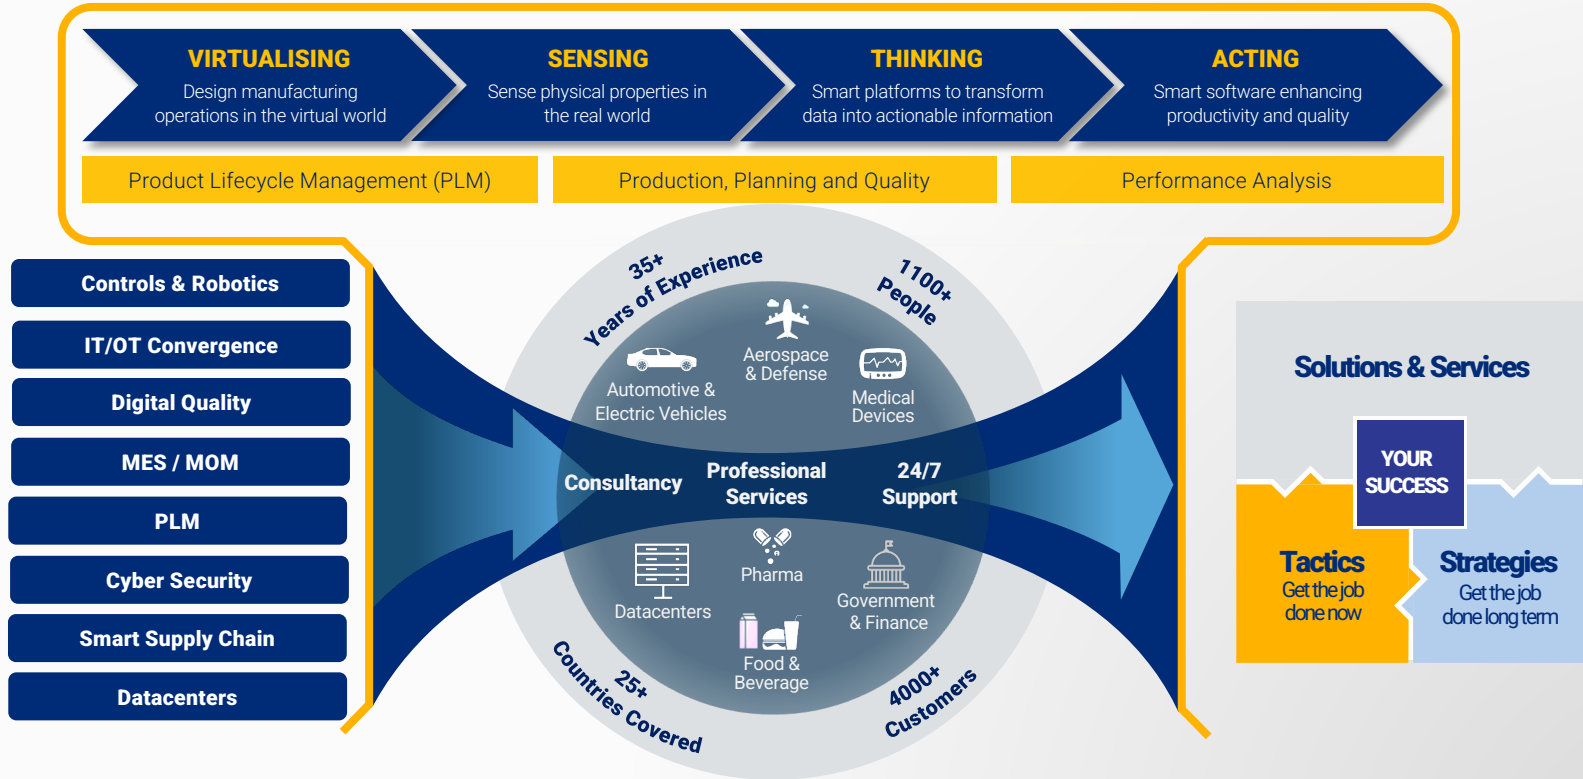 VIRTUALISING
Design manufacturing
operations in the virtual world
SENSING
Sense physical properties in
the real world
THINKING
Smart platforms to transform
data into actionable information
ACTING
Smart software enhancing
productivity and quality
Product Lifecycle Management (PLM)
Production, Planning and Quality
Performance Analysis
Controls & Robotics
IT/OT Convergence
Digital Quality
MES / MOM
PLM
Cyber Security
Smart Supply Chain
Datacenters
35+
Years of Experience
1100+
People
Automotive &
Electric Vehicles
Aerospace
& Defense
Medical
Devices
Consultancy
Professional
Services
24/7
Support
Datacenters
Pharma
Government
& Finance
Food &
Beverage
25+
Countries Covered
4000+
Customers
Solutions & Services
YOUR
SUCCESS
Tactics
Get the job
done now
Strategies
Get the job
done long term